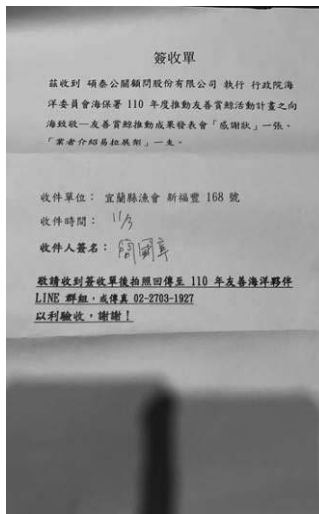 簽收單
茲收到 碩泰公關顧問股份有限公司 執行 行政院海
洋委員會海保署 110 年度推動友善賞鯨活動計畫之向
海致敬—友善賞鯨推動成果發表會「感謝狀」一張、
「業者介紹易拉展架」一支。
收件單位： 宜蘭縣漁會 新福豐 168 號
收件時間： 11/3
收件人簽名：
敬請收到簽收單後拍照回傳至 110 年友善海洋夥伴
LINE 群組，或傳真 02-2703-1927
以利驗收，謝謝！